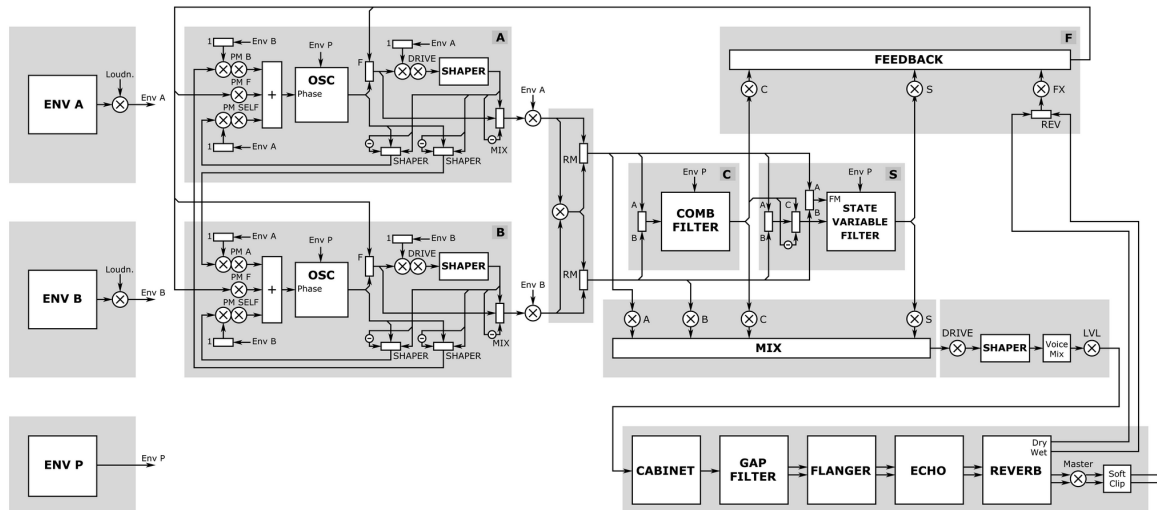 ENV A
Loudn.
Env A
ENV B
Loudn.
Env B
ENV P
Env P
A
1
Env B
PM B
PM F
PM SELF
1
Env A
+
Env P
OSC
Phase
F
1
Env A
DRIVE
SHAPER
MIX
SHAPER
SHAPER
Env A
B
1
Env A
PM A
PM F
PM SELF
1
Env B
+
Env P
OSC
Phase
F
1
Env B
DRIVE
SHAPER
MIX
SHAPER
SHAPER
Env B
RM
RM
F
FEEDBACK
C
S
FX
REV
C
Env P
A
B
COMB
FILTER
S
Env P
A
B
C
A
B
FM
STATE
VARIABLE
FILTER
A
B
C
S
MIX
DRIVE
SHAPER
Voice
Mix
LVL
CABINET
GAP
FILTER
FLANGER
ECHO
REVERB
Dry
Wet
Master
Soft
Clip